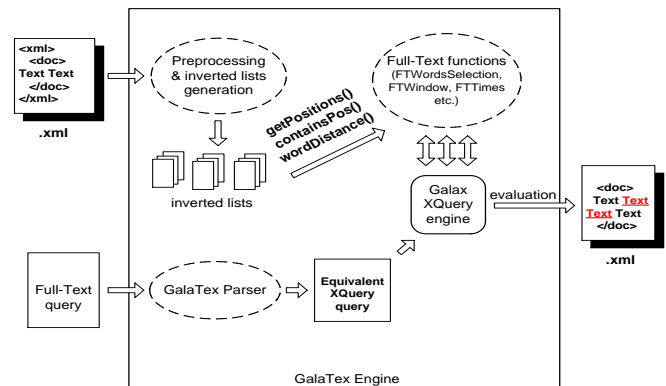 <xml>
<doc>
Text Text
</doc>
</xml>
.xml
Preprocessing
& inverted lists
generation
inverted lists
getPositions()
containsPos()
wordDistance()
Full-Text functions
(FTWordsSelection,
FTWindow, FTTimes
etc.)
Galax
XQuery
engine
evaluation
<doc>
Text Text
Text Text
</doc>
.xml
Full-Text
query
GalaTex Parser
Equivalent
XQuery
query
GalaTex Engine